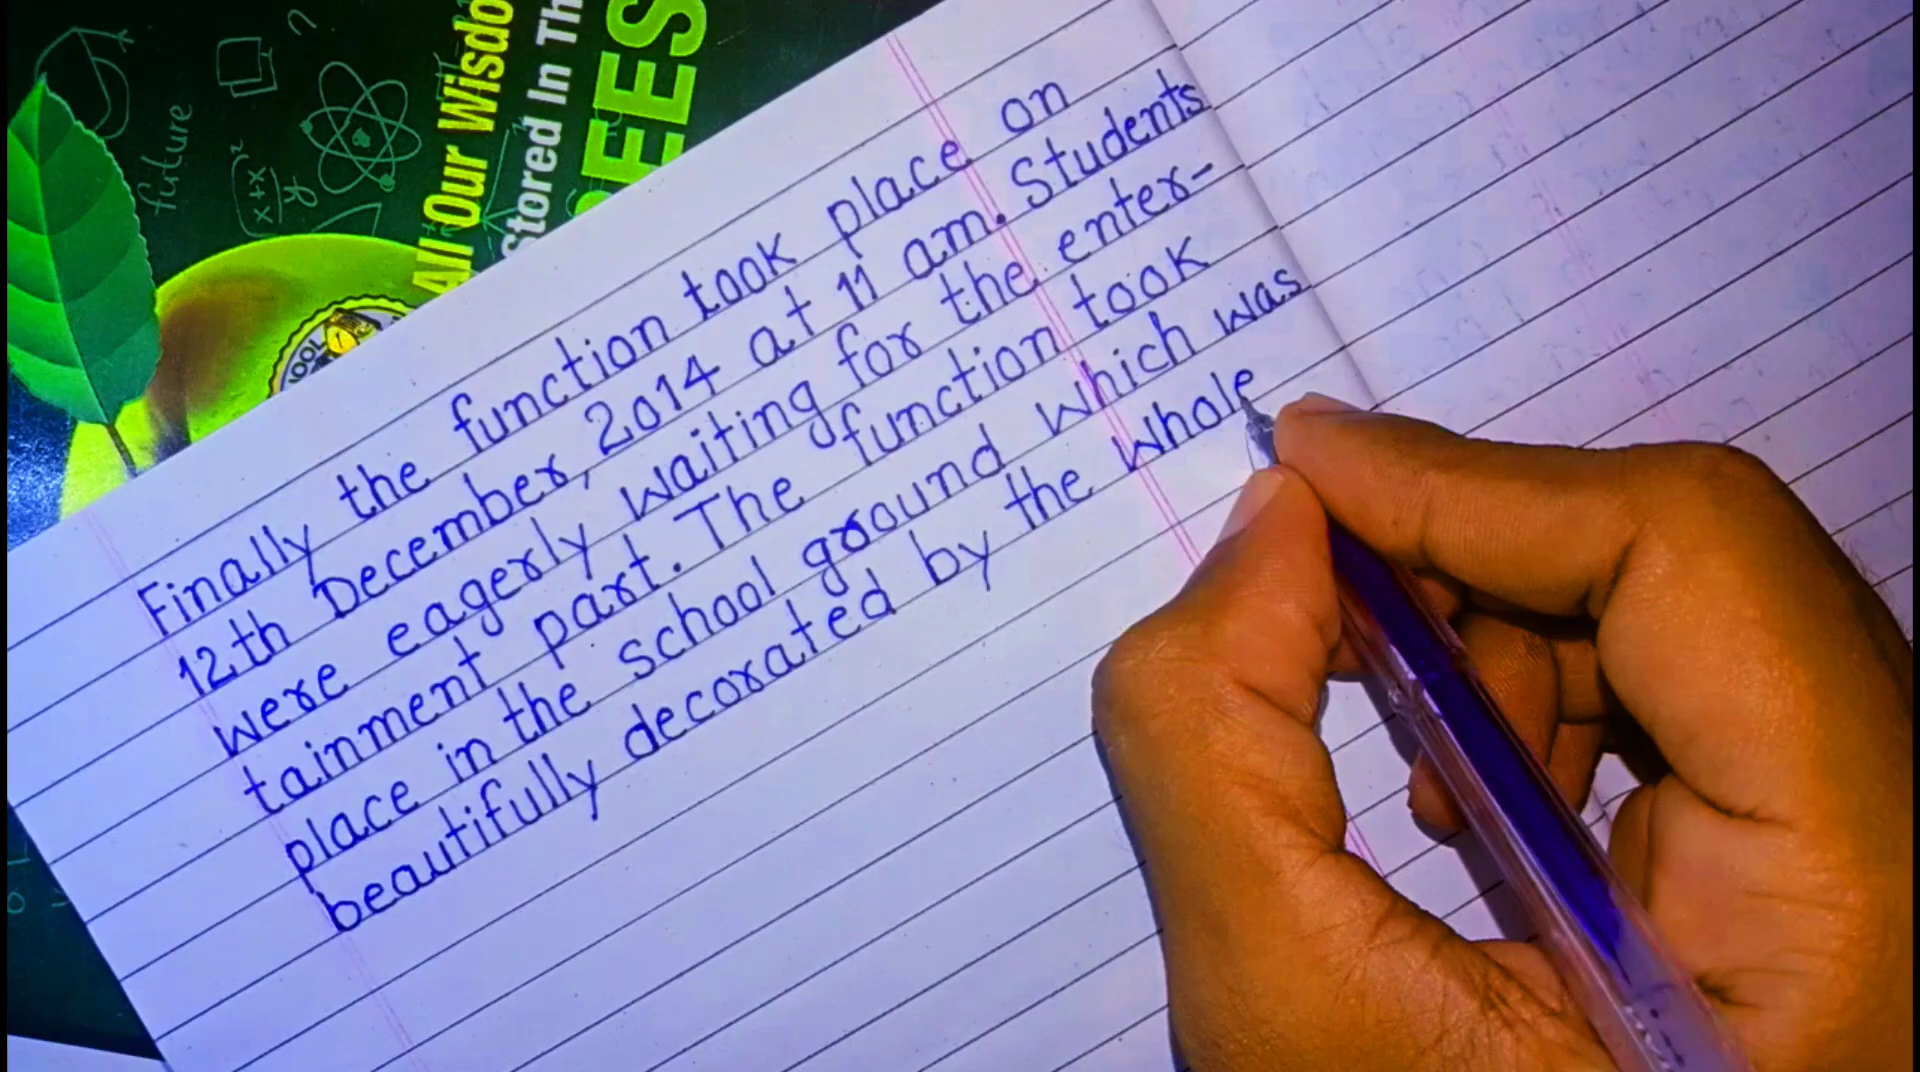 Finally the function took place on
12th December, 2014 at 11 am. Students
were eagerly waiting for the enter-
tainment part. The function took
place in the school ground which was
beautifully decorated by the whole
All Our Wisdo
Stored In Th
EES
future
x+x
y
OOL